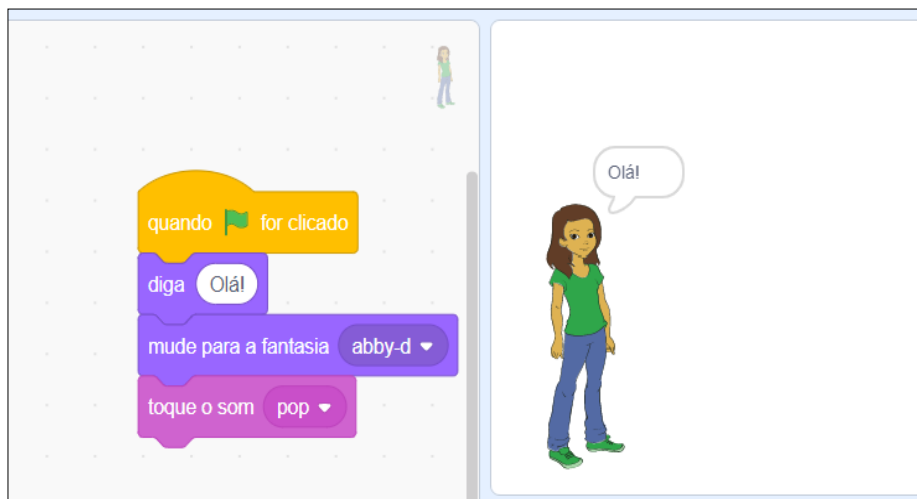 quando for clicado
diga Olá!
mude para a fantasia abby-d
toque o som pop
Olá!